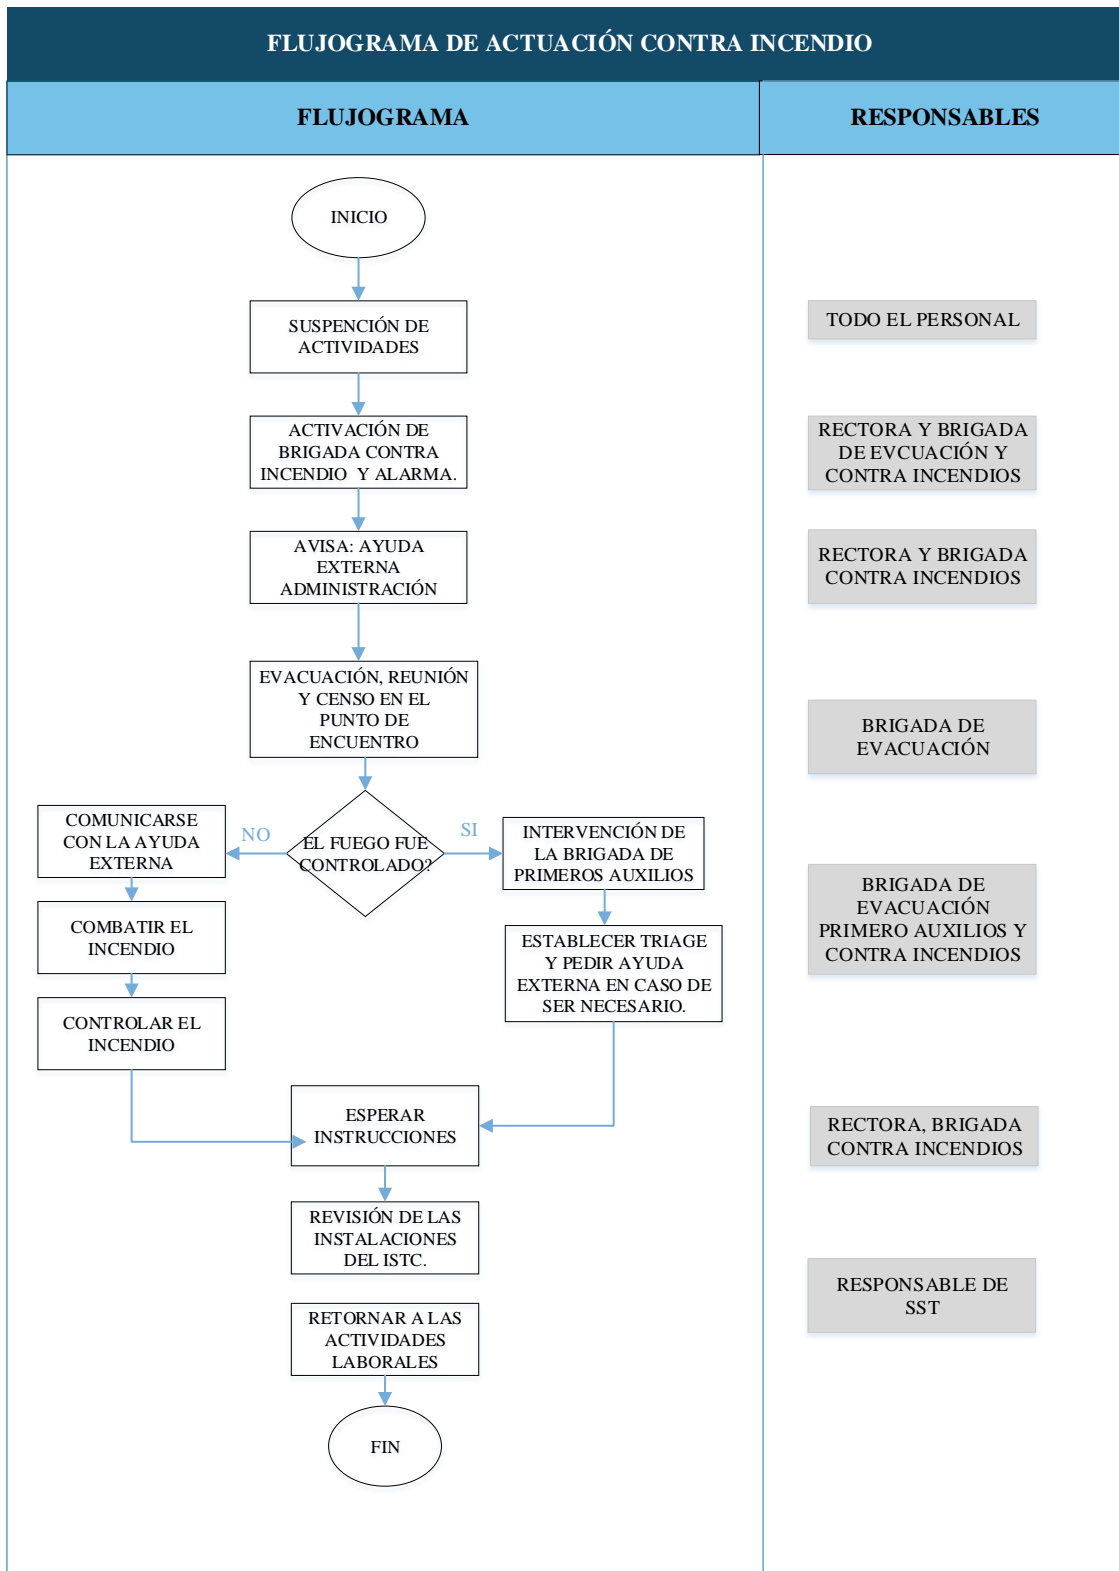 FLUJOGRAMA DE ACTUACIÓN CONTRA INCENDIO
FLUJOGRAMA
RESPONSABLES
INICIO
SUSPENCIÓN DE
ACTIVIDADES
TODO EL PERSONAL
ACTIVACIÓN DE
BRIGADA CONTRA
INCENDIO Y ALARMA.
RECTORA Y BRIGADA
DE EVCUACIÓN Y
CONTRA INCENDIOS
AVISA: AYUDA
EXTERNA
ADMINISTRACIÓN
RECTORA Y BRIGADA
CONTRA INCENDIOS
EVACUACIÓN, REUNIÓN
Y CENSO EN EL
PUNTO DE
ENCUENTRO
BRIGADA DE
EVACUACIÓN
EL FUEGO FUE
CONTROLADO?
NO
SI
COMUNICARSE
CON LA AYUDA
EXTERNA
COMBATIR EL
INCENDIO
CONTROLAR EL
INCENDIO
INTERVENCIÓN DE
LA BRIGADA DE
PRIMEROS AUXILIOS
ESTABLECER TRIAGE
Y PEDIR AYUDA
EXTERNA EN CASO DE
SER NECESARIO.
BRIGADA DE
EVACUACIÓN
PRIMERO AUXILIOS Y
CONTRA INCENDIOS
ESPERAR
INSTRUCCIONES
RECTORA, BRIGADA
CONTRA INCENDIOS
REVISIÓN DE LAS
INSTALACIONES
DEL ISTC.
RESPONSABLE DE
SST
RETORNAR A LAS
ACTIVIDADES
LABORALES
FIN